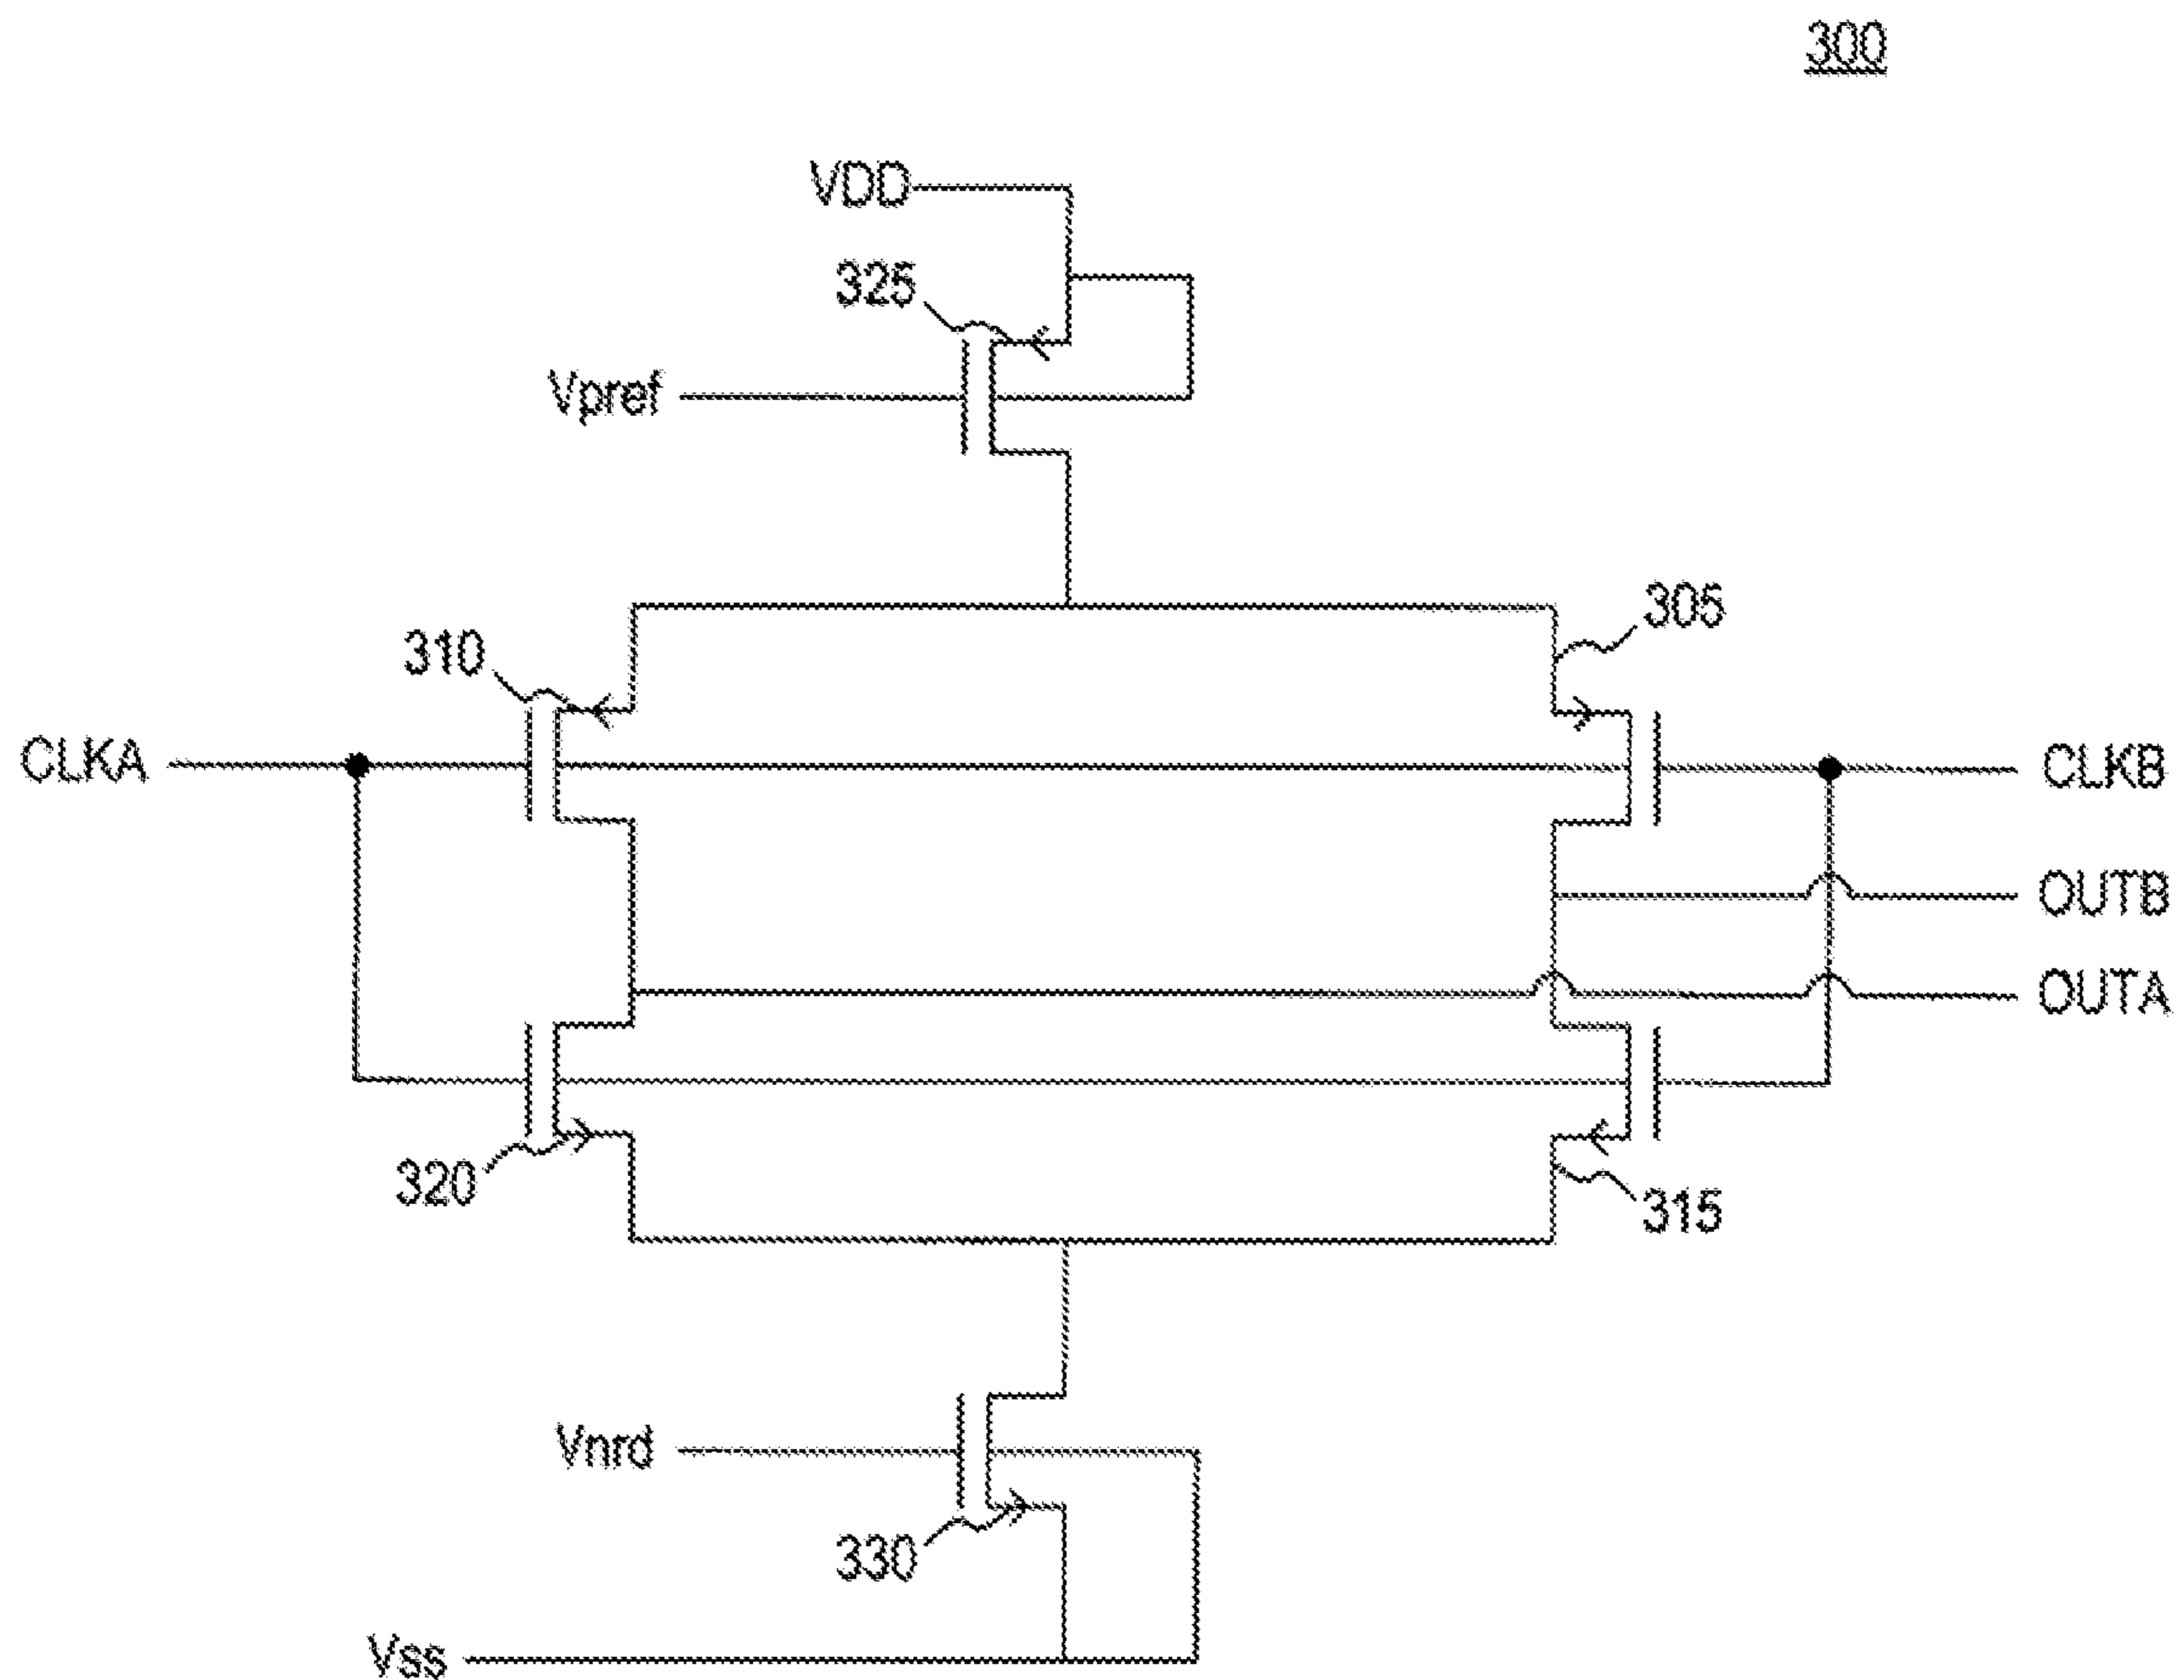 300
VDD
325
Vpref
305
310
CLKA
CLKB
OUTB
OUTA
320
315
Vnrd
330
Vss